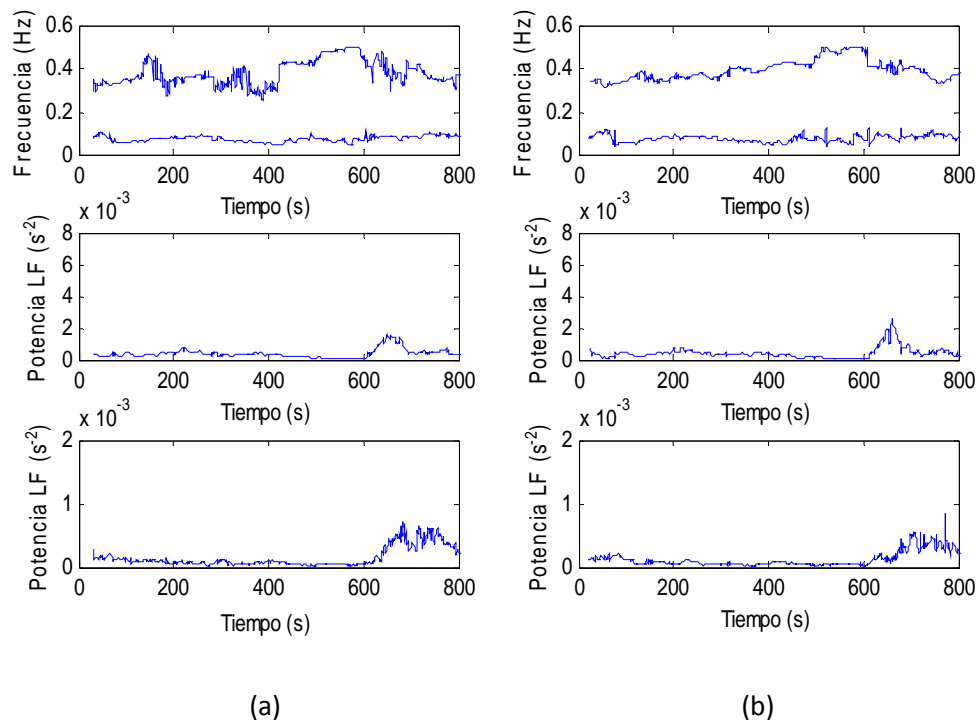 0.6
0.4
0.2
0
Frecuencia (Hz)
0 200 400 600 800
Tiempo (s)
x 10^-3
8
6
4
2
0
Potencia LF (s^-2)
0 200 400 600 800
Tiempo (s)
x 10^-3
2
1
0
Potencia LF (s^-2)
0 200 400 600 800
Tiempo (s)
(a)
0.6
0.4
0.2
0
Frecuencia (Hz)
0 200 400 600 800
Tiempo (s)
x 10^-3
8
6
4
2
0
Potencia LF (s^-2)
0 200 400 600 800
Tiempo (s)
x 10^-3
2
1
0
Potencia LF (s^-2)
0 200 400 600 800
Tiempo (s)
(b)